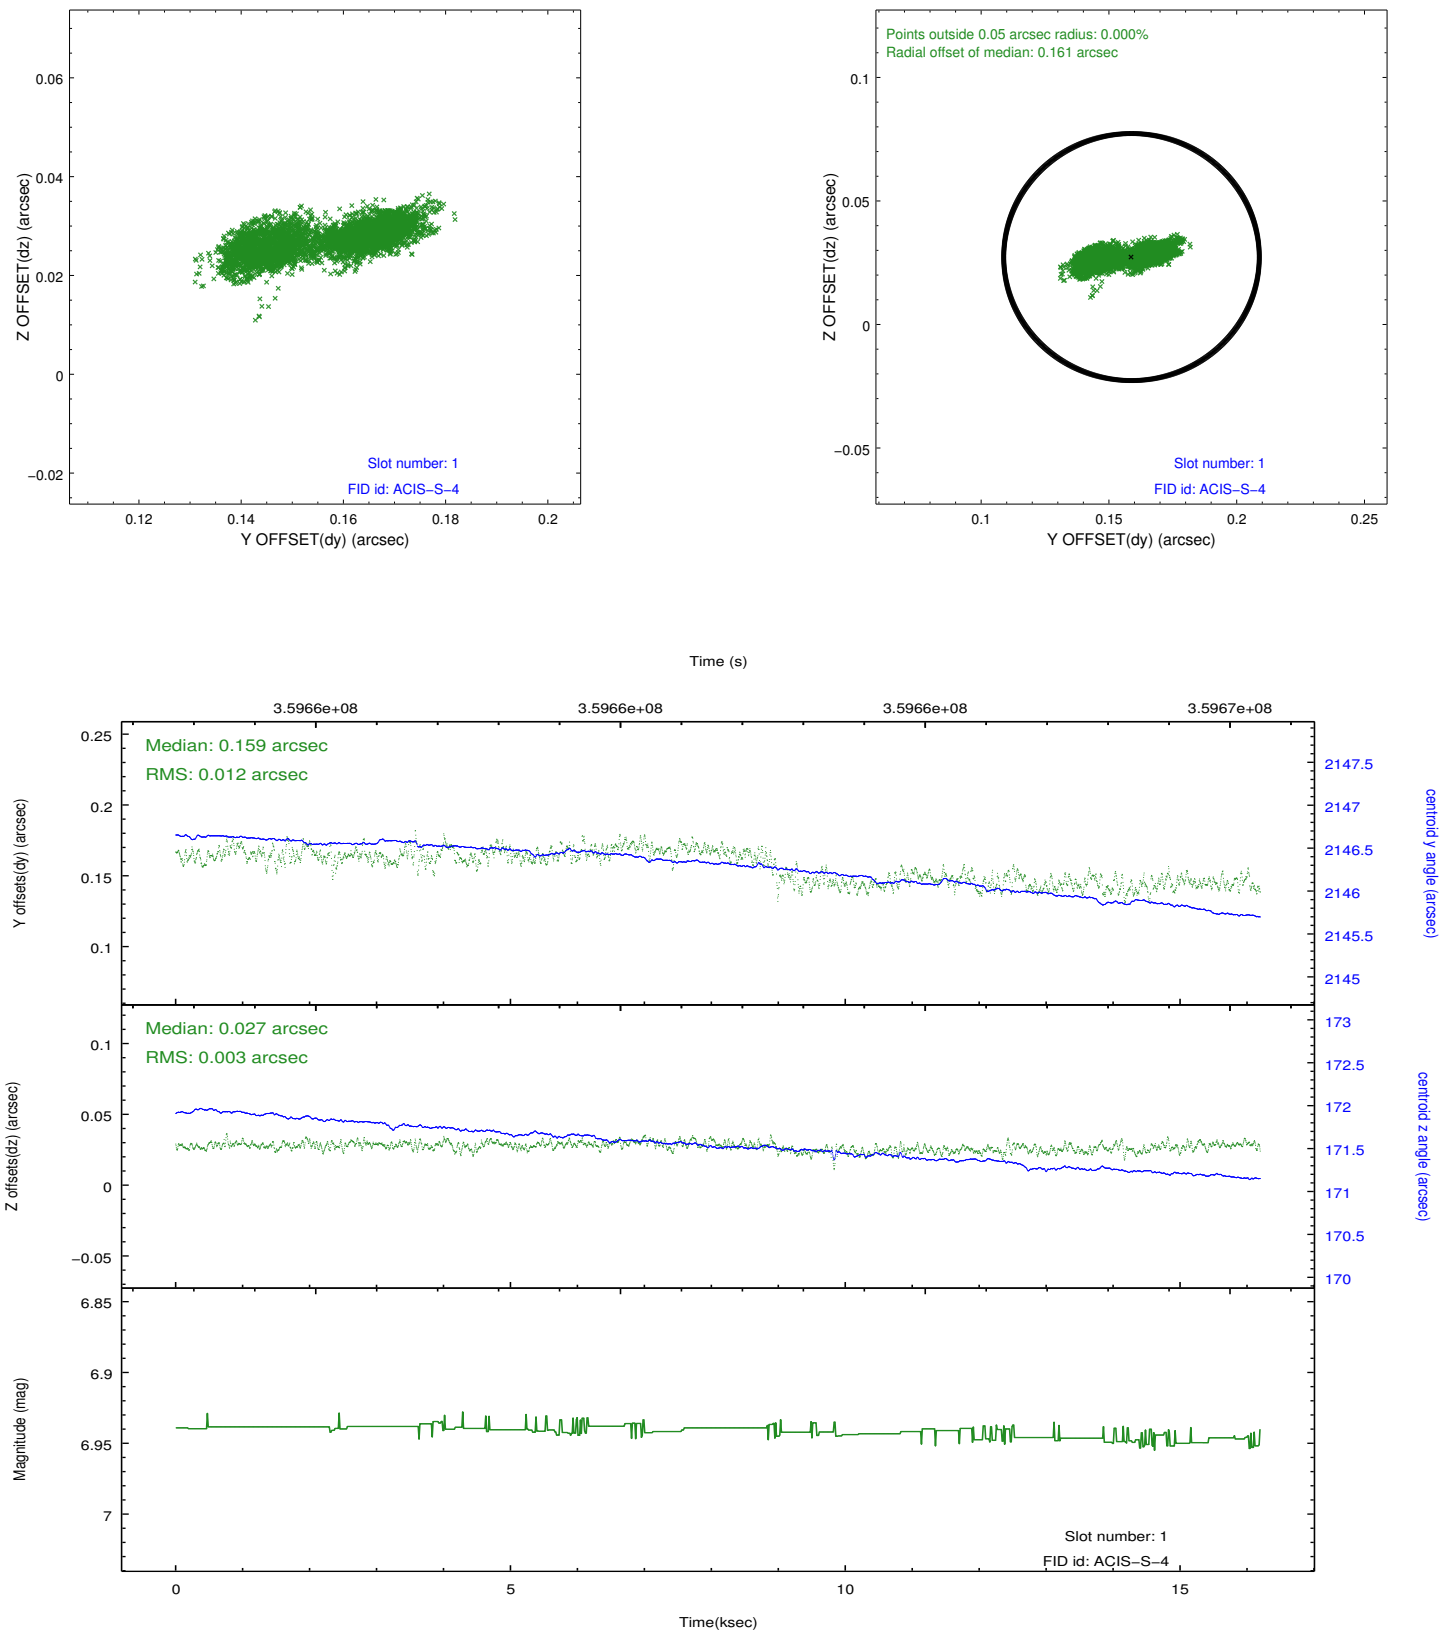 0.06
0.04
0.02
0
−0.02
Z OFFSET(dz) (arcsec)
Slot number: 1
FID id: ACIS−S−4
0.12 0.14 0.16 0.18 0.2
Y OFFSET(dy) (arcsec)
Points outside 0.05 arcsec radius: 0.000%
Radial offset of median: 0.161 arcsec
0.1
0.05
0
−0.05
Z OFFSET(dz) (arcsec)
Slot number: 1
FID id: ACIS−S−4
0.1 0.15 0.2 0.25
Y OFFSET(dy) (arcsec)
Time (s)
3.5966e+08 3.5966e+08 3.5966e+08 3.5967e+08
Median: 0.159 arcsec
RMS: 0.012 arcsec
0.25
0.2
0.15
0.1
Y offsets(dy) (arcsec)
2147.5
2147
2146.5
2146
2145.5
2145
centroid y angle (arcsec)
Median: 0.027 arcsec
RMS: 0.003 arcsec
0.1
0.05
0
−0.05
Z offsets(dz) (arcsec)
173
172.5
172
171.5
171
170.5
170
centroid z angle (arcsec)
6.85
6.9
6.95
7
Magnitude (mag)
Slot number: 1
FID id: ACIS−S−4
0 5 10 15
Time(ksec)